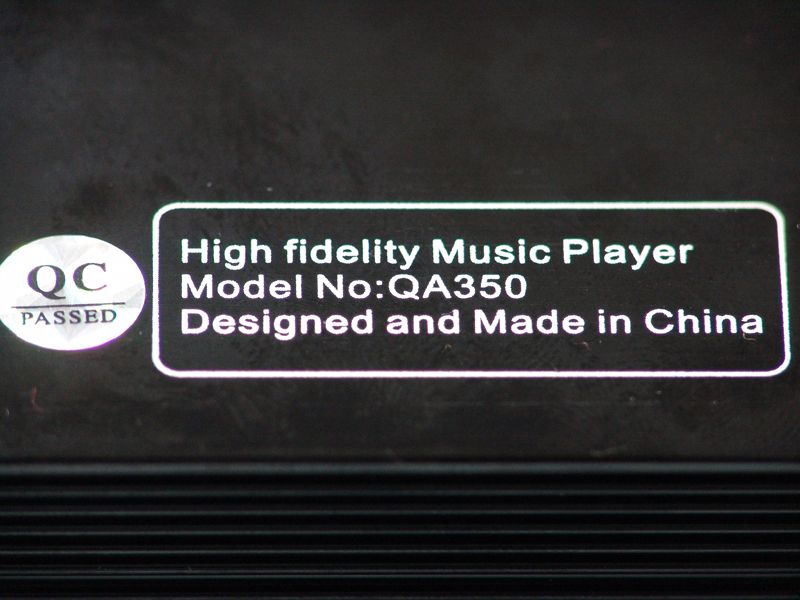 QC
PASSED
High fidelity Music Player
Model No:QA350
Designed and Made in China